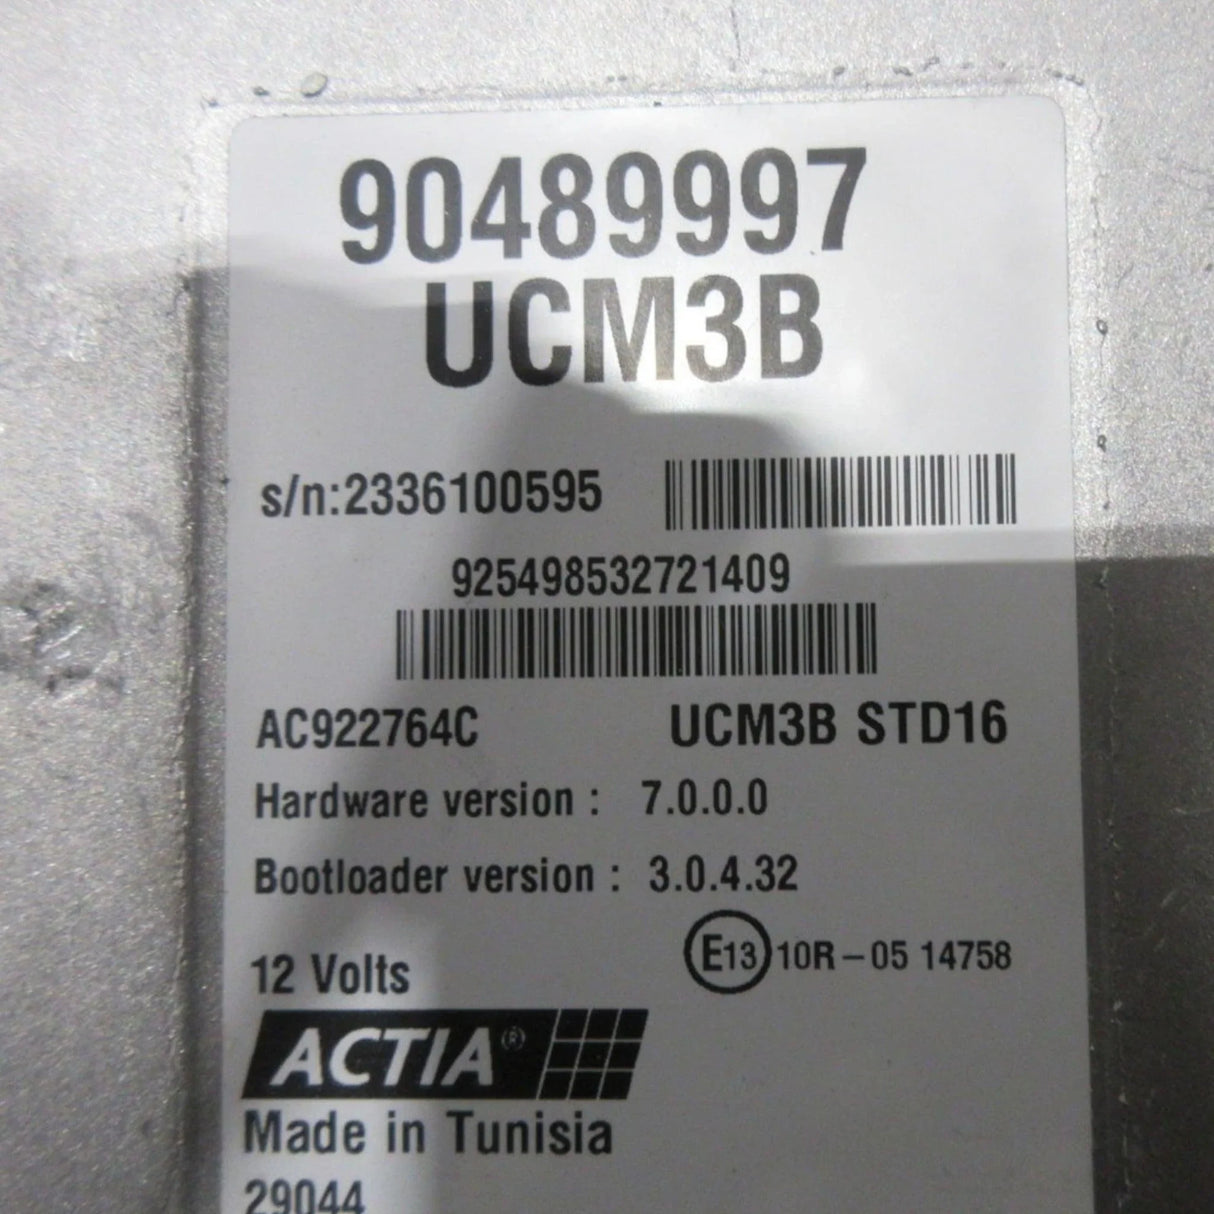 90489997
UCM3B
s/n:2336100595
925498532721409
AC922764C UCM3B STD16
Hardware version : 7.0.0.0
Bootloader version : 3.0.4.32
E13 10R-05 14758
12 Volts
ACTIA®
Made in Tunisia
29044